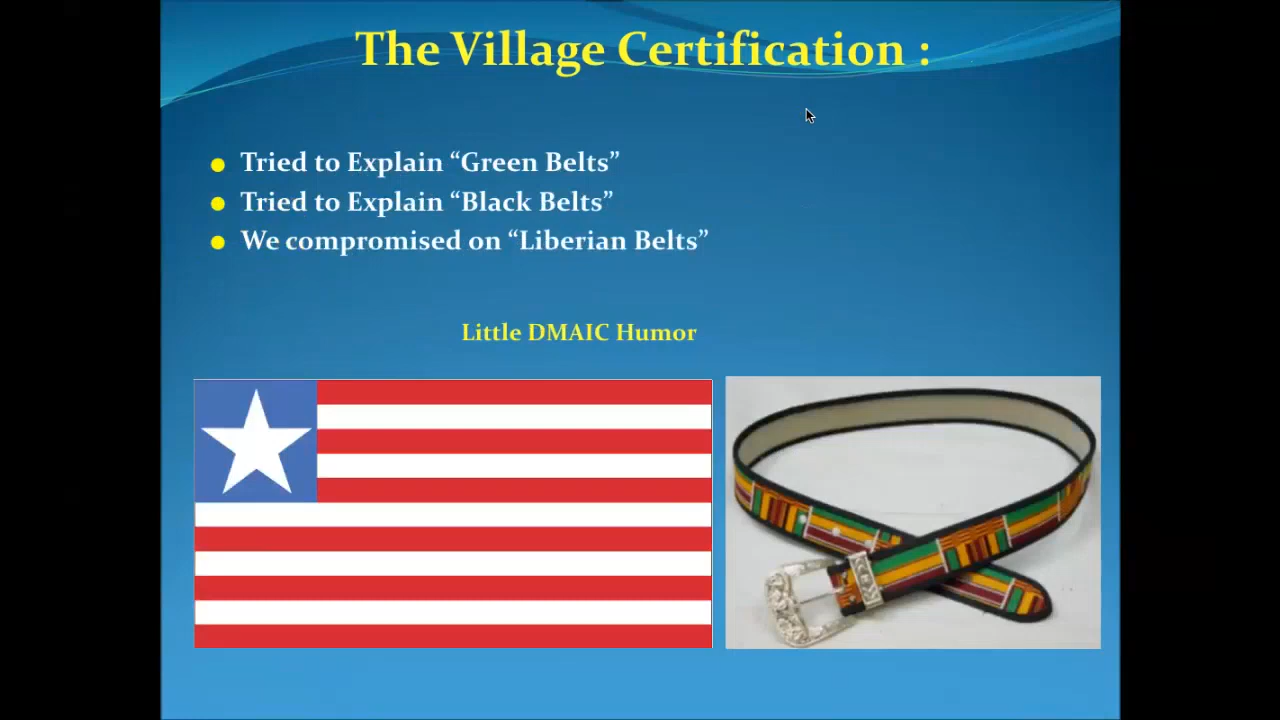 The Village Certification :
Tried to Explain “Green Belts”
Tried to Explain “Black Belts”
We compromised on “Liberian Belts”
Little DMAIC Humor